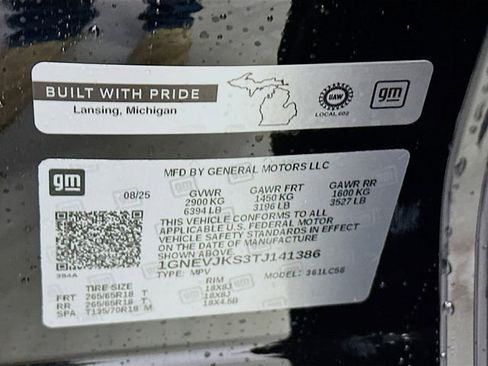 BUILT WITH PRIDE
Lansing, Michigan
UAW
LOCAL 602
gm
gm
MFD BY GENERAL MOTORS LLC
08/25
GVWR GAWR FRT GAWR RR
2900 KG 1450 KG 1600 KG
6394 LB 3196 LB 3527 LB
THIS VEHICLE CONFORMS TO ALL
APPLICABLE U.S. FEDERAL MOTOR
VEHICLE SAFETY STANDARDS IN EFFECT
ON THE DATE OF MANUFACTURE
SHOWN ABOVE.
1GNEVJKS3TJ141386
TYPE: MPV MODEL: 361LC56
394A
TIRE SIZE RIM
FRT 265/65R18 T 18X8J
RR 265/65R18 T 18X8J
SPA T135/70R18 M 18X4.5B